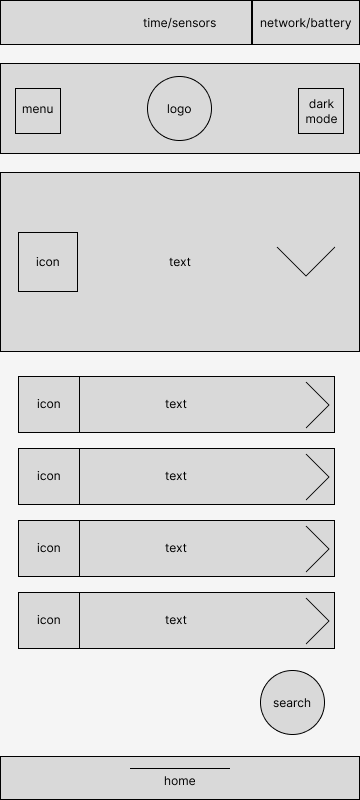 time/sensors
network/battery
menu
logo
dark
mode
icon
text
icon
text
icon
text
icon
text
icon
text
search
home